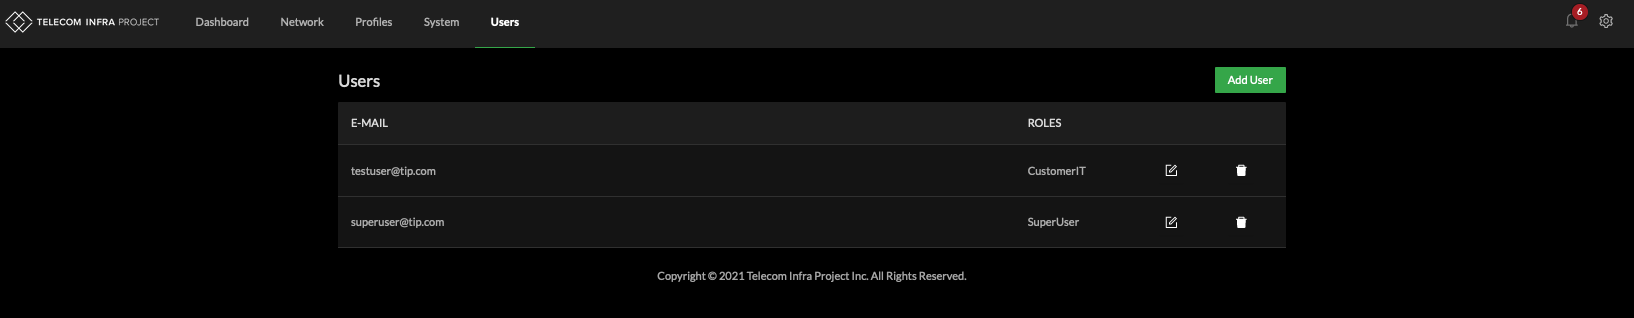 TELECOM INFRA PROJECT Dashboard Network Profiles System Users 6
Users Add User
E-MAIL ROLES
testuser@tip.com CustomerIT
superuser@tip.com SuperUser
Copyright © 2021 Telecom Infra Project Inc. All Rights Reserved.